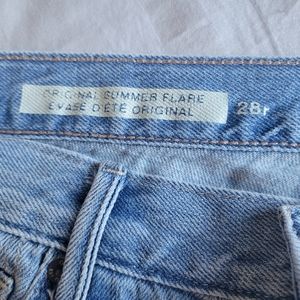 ORIGINAL SUMMER FLARE
ÉVASÉ D'ÉTÉ ORIGINAL
28r